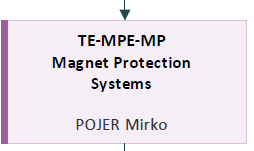 TE-MPE-MP
Magnet Protection
Systems
POJER Mirko